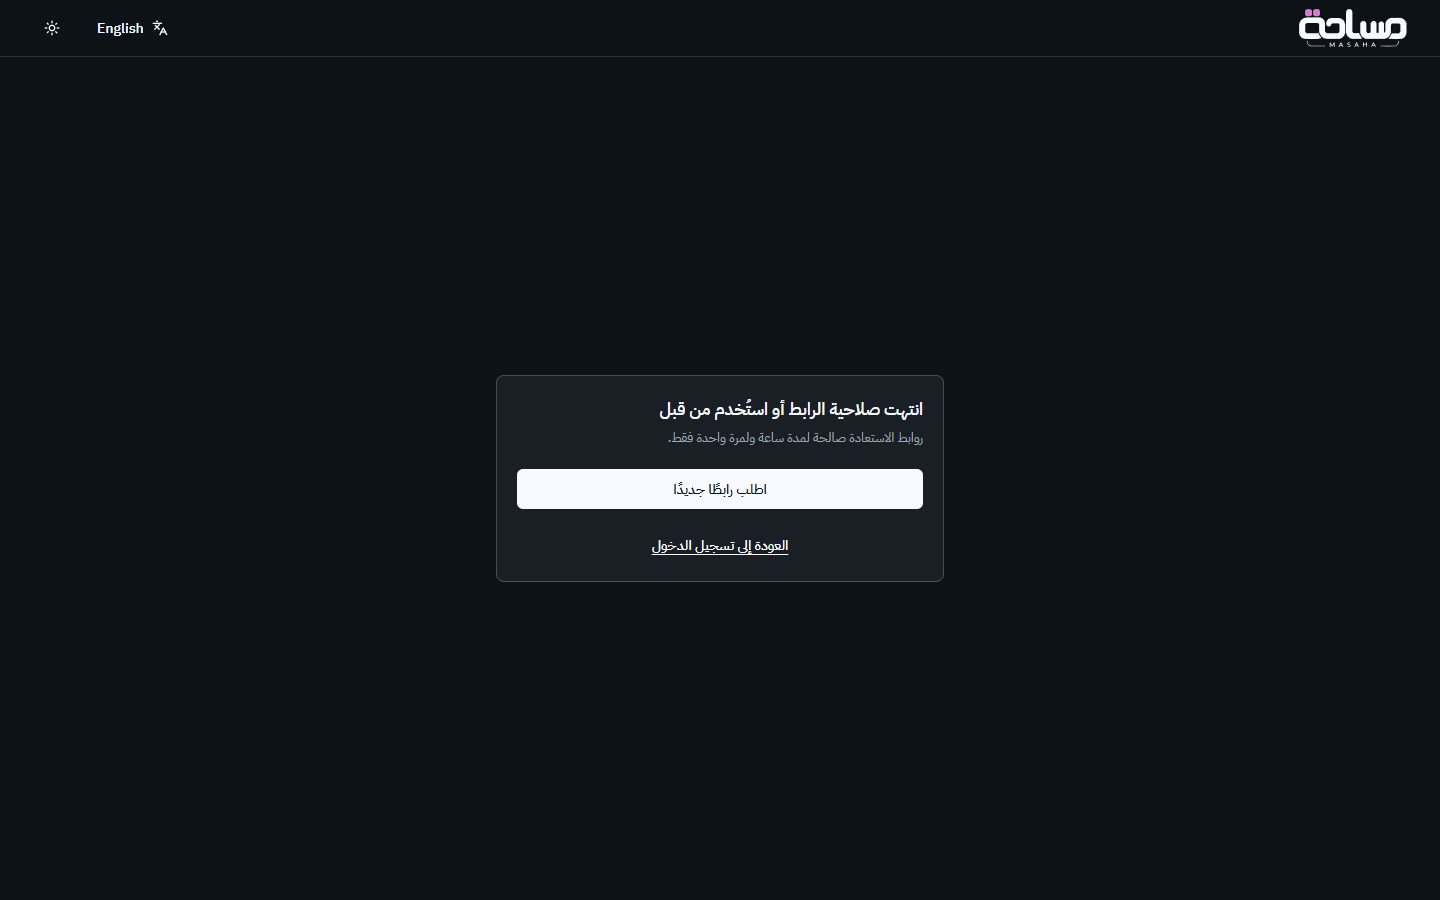 مساحة
MASAHA
English
انتهت صلاحية الرابط أو استُخدم من قبل
روابط الاستعادة صالحة لمدة ساعة ولمرة واحدة فقط.
اطلب رابطًا جديدًا
العودة إلى تسجيل الدخول